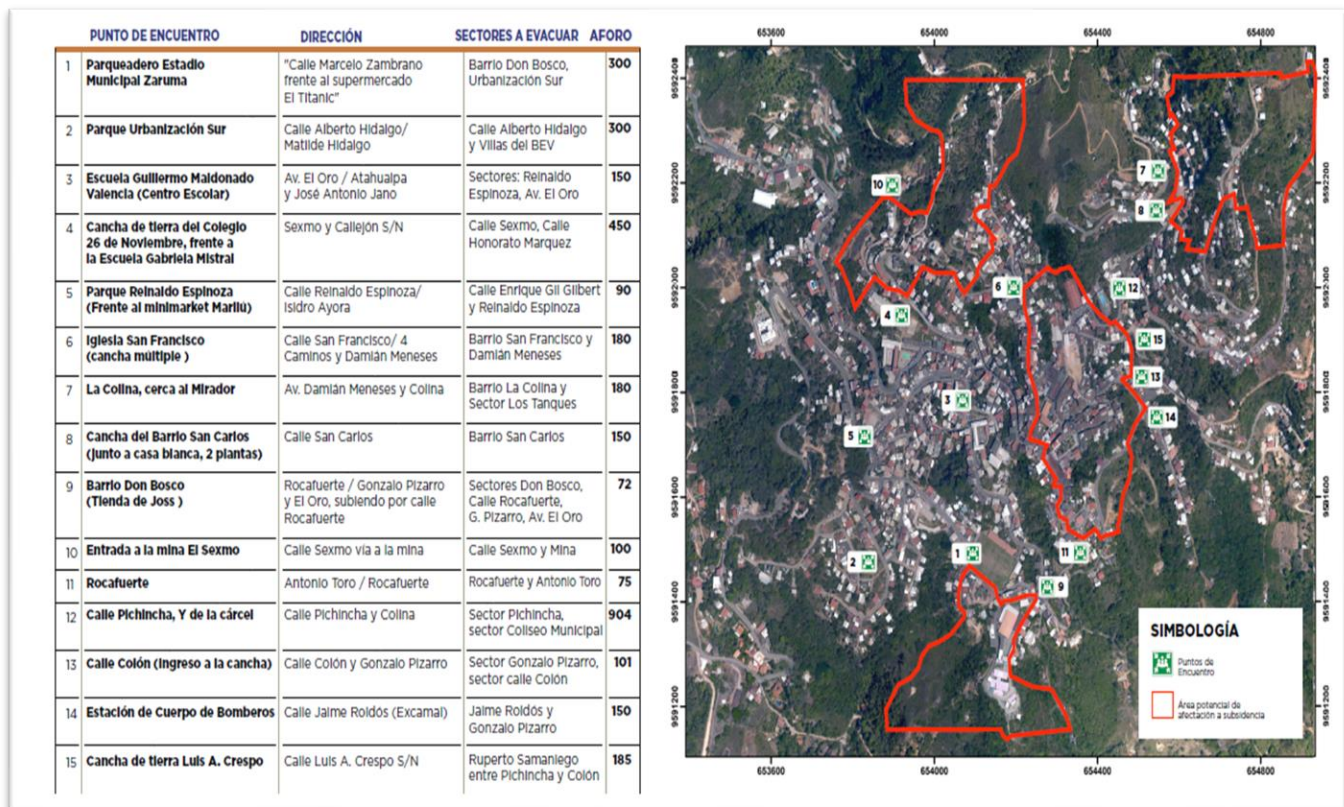 PUNTO DE ENCUENTRO DIRECCIÓN SECTORES A EVACUAR AFORO
1 Parqueadero Estadio "Calle Marcelo Zambrano Barrio Don Bosco, 300
Municipal Zaruma frente al supermercado Urbanización Sur
El Titanic"
2 Parque Urbanización Sur Calle Alberto Hidalgo/ Calle Alberto Hidalgo 300
Matilde Hidalgo y Villas del BEV
3 Escuela Guillermo Maldonado Av. El Oro / Atahualpa Sectores: Reinaldo 150
Valencia (Centro Escolar) y José Antonio Jano Espinoza, Av. El Oro
4 Cancha de tierra del Colegio Sexmo y Callejón S/N Calle Sexmo, Calle 450
26 de Noviembre, frente a Honorato Marquez
la Escuela Gabriela Mistral
5 Parque Reinaldo Espinoza Calle Reinaldo Espinoza/ Calle Enrique Gil Gilbert 90
(Frente al minimarket Marilú) Isidro Ayora y Reinaldo Espinoza
6 Iglesia San Francisco Calle San Francisco/ 4 Barrio San Francisco y 180
(cancha múltiple ) Caminos y Damián Meneses Damián Meneses
7 La Colina, cerca al Mirador Av. Damián Meneses y Colina Barrio La Colina y 180
Sector Los Tanques
8 Cancha del Barrio San Carlos Calle San Carlos Barrio San Carlos 150
(junto a casa blanca, 2 plantas)
9 Barrio Don Bosco Rocafuerte / Gonzalo Pizarro Sectores Don Bosco, 72
(Tienda de Joss ) y El Oro, subiendo por calle Calle Rocafuerte,
Rocafuerte G. Pizarro, Av. El Oro
10 Entrada a la mina El Sexmo Calle Sexmo vía a la mina Calle Sexmo y Mina 100
11 Rocafuerte Antonio Toro / Rocafuerte Rocafuerte y Antonio Toro 75
12 Calle Pichincha, Y de la cárcel Calle Pichincha y Colina Sector Pichincha, 904
sector Coliseo Municipal
13 Calle Colón (Ingreso a la cancha) Calle Colón y Gonzalo Pizarro Sector Gonzalo Pizarro, 101
sector calle Colón
14 Estación de Cuerpo de Bomberos Calle Jaime Roldós (Excamal) Jaime Roldós y 150
Gonzalo Pizarro
15 Cancha de tierra Luis A. Crespo Calle Luis A. Crespo S/N Ruperto Samaniego 185
entre Pichincha y Colón
653600 654000 654400 654800
9592400 9592400
9592200 9592200
9592000 9592000
9591800 9591800
9591600 9591600
9591400 9591400
9591200 9591200
7
10
8
6
12
4
15
13
3
14
5
1
11
2
9
SIMBOLOGÍA
Puntos de
Encuentro
Área potencial de
afectación a subsidencia
653600 654000 654400 654800